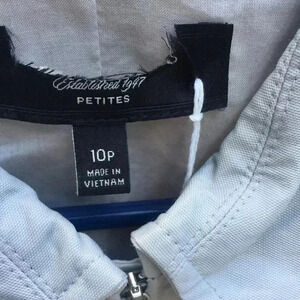 Established 1947
PETITES
10P
MADE IN
VIETNAM